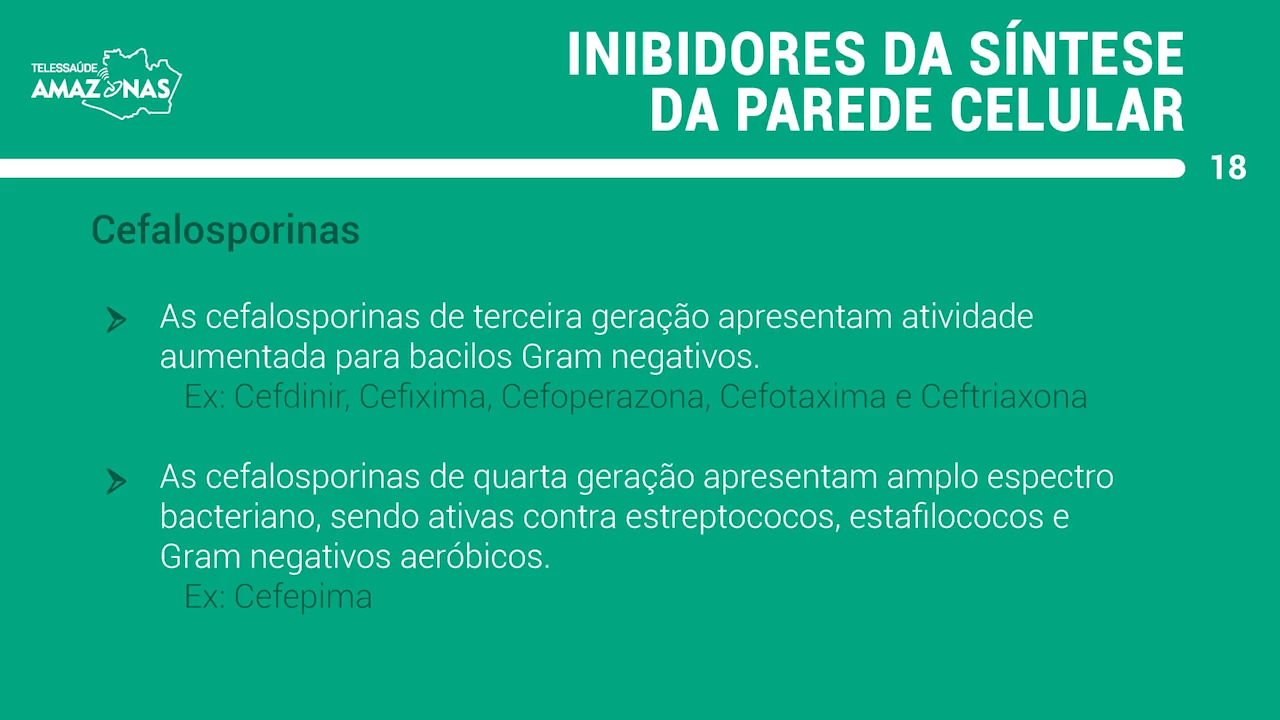 TELESSAÚDE
AMAZONAS
INIBIDORES DA SÍNTESE
DA PAREDE CELULAR
18
Cefalosporinas
As cefalosporinas de terceira geração apresentam atividade
aumentada para bacilos Gram negativos.
Ex: Cefdinir, Cefixima, Cefoperazona, Cefotaxima e Ceftriaxona
As cefalosporinas de quarta geração apresentam amplo espectro
bacteriano, sendo ativas contra estreptococos, estafilococos e
Gram negativos aeróbicos.
Ex: Cefepima